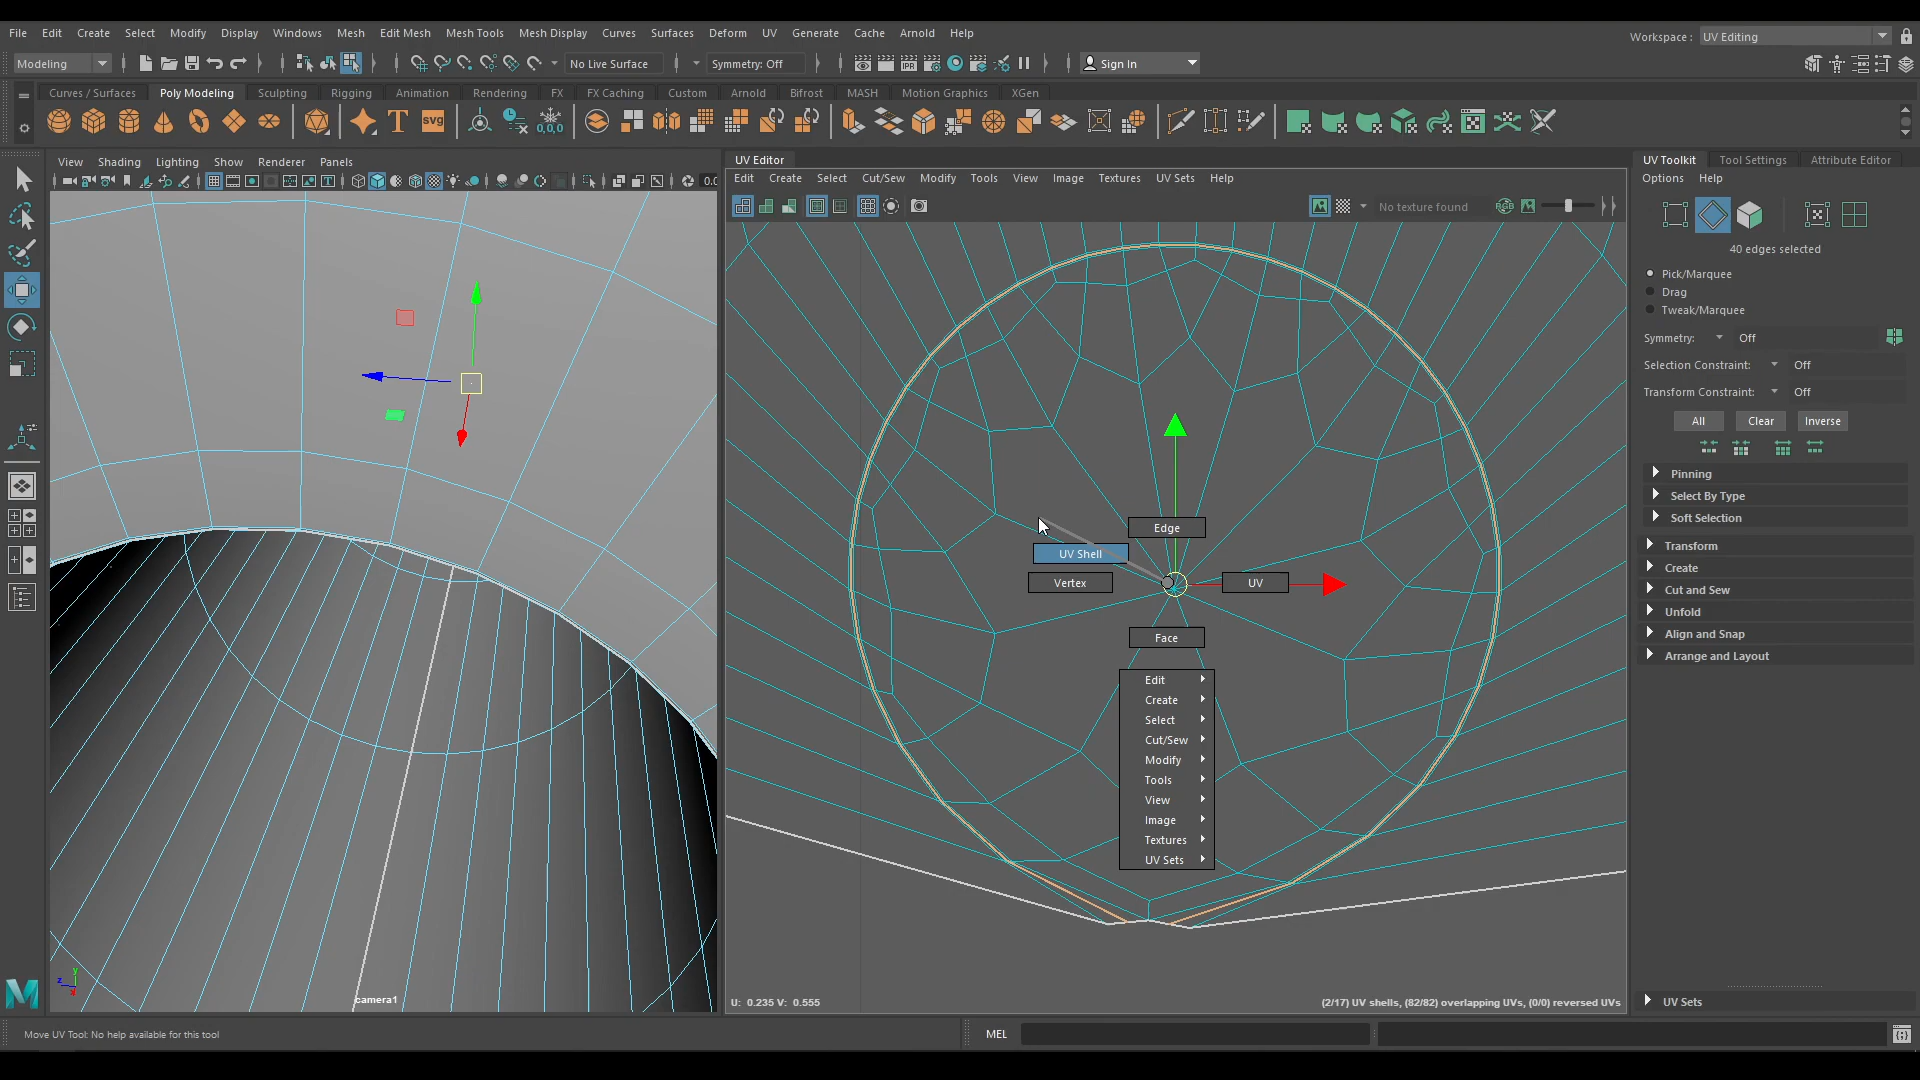 File Edit Create Select Modify Display Windows Mesh Edit Mesh Mesh Tools Mesh Display Curves Surfaces Deform UV Generate Cache Arnold Help
Workspace : UV Editing
Modeling No Live Surface Symmetry: Off Sign In
Curves / Surfaces Poly Modeling Sculpting Rigging Animation Rendering FX FX Caching Custom Arnold Bifrost MASH Motion Graphics XGen
svg
0,0,0
View Shading Lighting Show Renderer Panels
0.0
camera1
UV Editor
Edit Create Select Cut/Sew Modify Tools View Image Textures UV Sets Help
No texture found
RGB
Edge
UV Shell
Vertex UV
Face
Edit
Create
Select
Cut/Sew
Modify
Tools
View
Image
Textures
UV Sets
U: 0.235 V: 0.555 (2/17) UV shells, (82/82) overlapping UVs, (0/0) reversed UVs
UV Toolkit Tool Settings Attribute Editor
Options Help
40 edges selected
Pick/Marquee
Drag
Tweak/Marquee
Symmetry: Off
Selection Constraint: Off
Transform Constraint: Off
All Clear Inverse
Pinning
Select By Type
Soft Selection
Transform
Create
Cut and Sew
Unfold
Align and Snap
Arrange and Layout
UV Sets
Move UV Tool: No help available for this tool
MEL